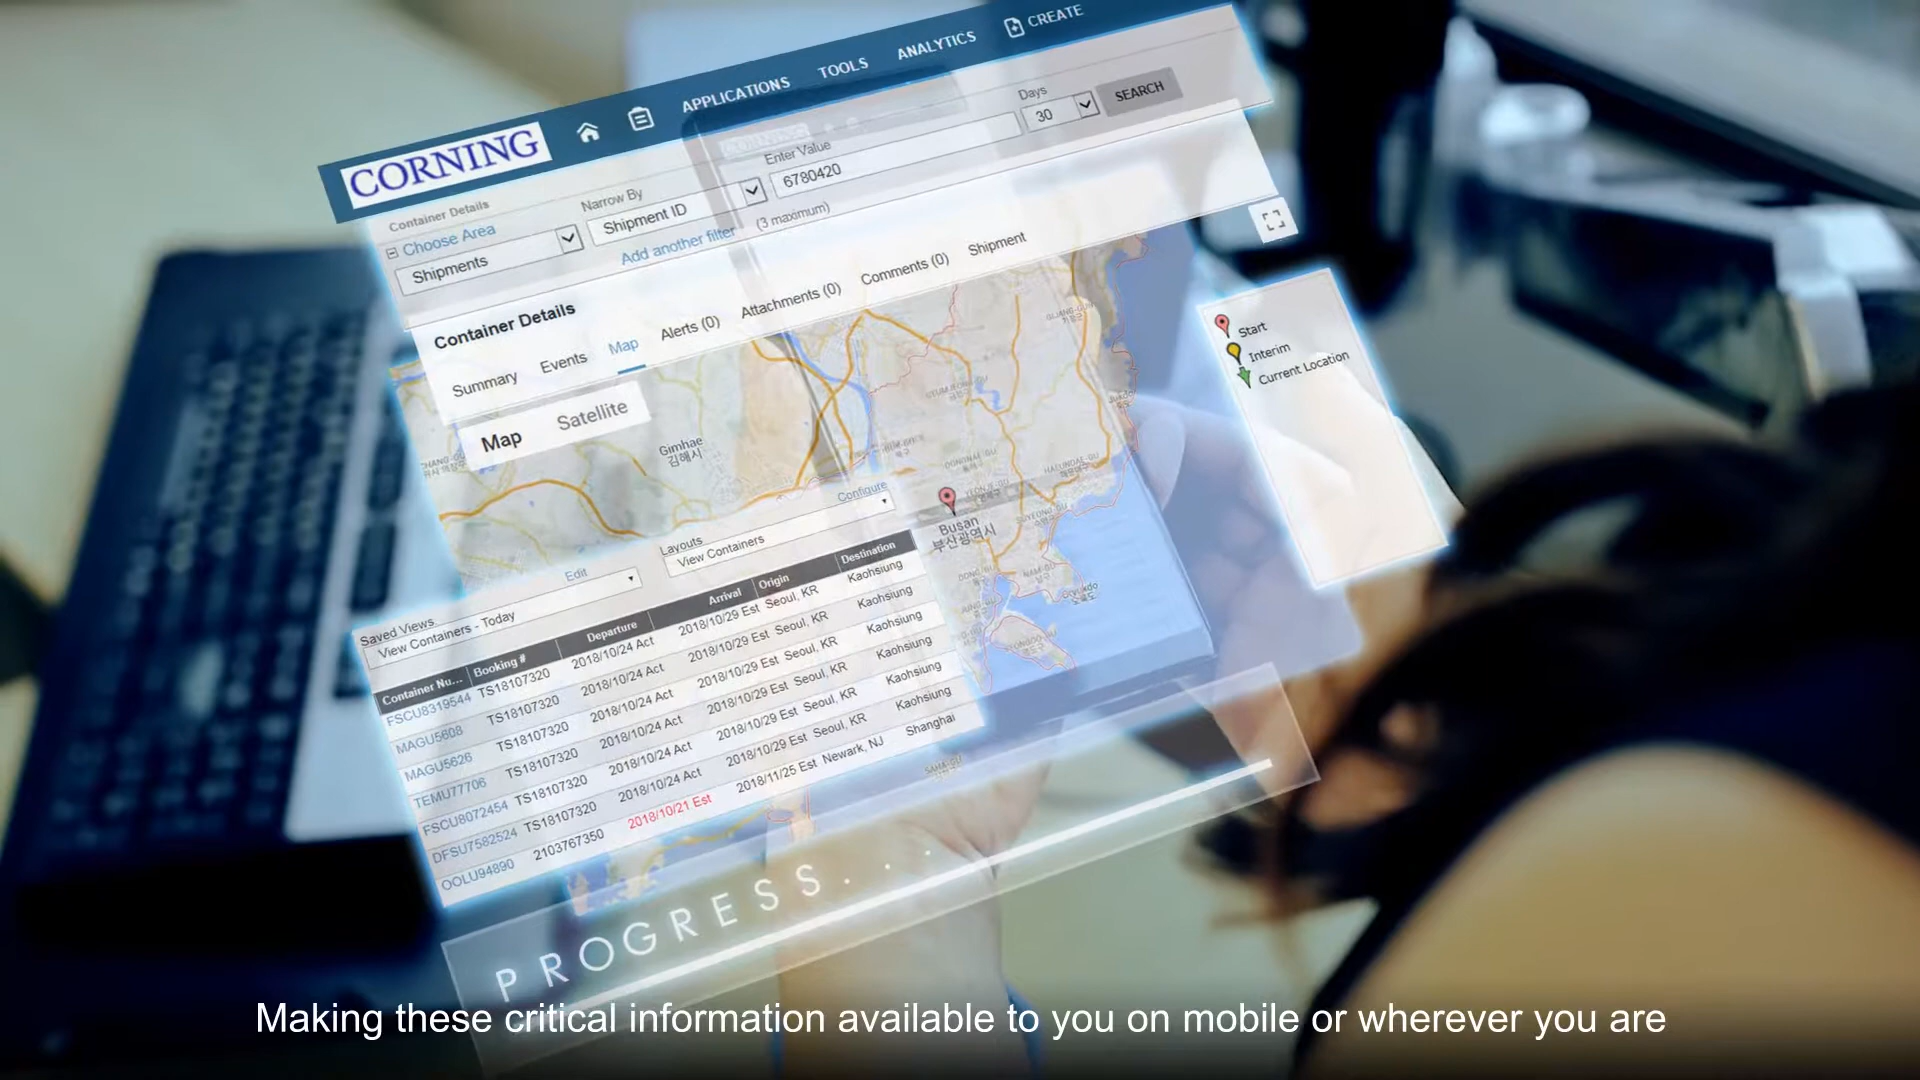 APPLICATIONS TOOLS ANALYTICS CREATE
CORNING
Container Details
Choose Area
Shipments
Narrow By
Shipment ID
Enter Value
6780420
Days
30
SEARCH
Add another filter
(3 maximum)
Container Details
Summary Events Map Alerts (0) Attachments (0) Comments (0) Shipment
Map Satellite
Start
Interim
Current Location
Gimhae
김해시
Busan
부산광역시
Saved Views
Edit
View Containers - Today
Layouts
Configure
View Containers
Container Nu... Booking # Departure Arrival Origin Destination
FSCU8319544 TS18107320 2018/10/24 Act 2018/10/29 Est Seoul, KR Kaohsiung
MAGU5608 TS18107320 2018/10/24 Act 2018/10/29 Est Seoul, KR Kaohsiung
MAGU5626 TS18107320 2018/10/24 Act 2018/10/29 Est Seoul, KR Kaohsiung
TEMU77706 TS18107320 2018/10/24 Act 2018/10/29 Est Seoul, KR Kaohsiung
FSCU8072454 TS18107320 2018/10/24 Act 2018/10/29 Est Seoul, KR Kaohsiung
DFSU7582524 TS18107320 2018/10/24 Act 2018/10/29 Est Seoul, KR Kaohsiung
OOLU94890 2103767350 2018/10/21 Est 2018/11/25 Est Newark, NJ Shanghai
PROGRESS...
Making these critical information available to you on mobile or wherever you are